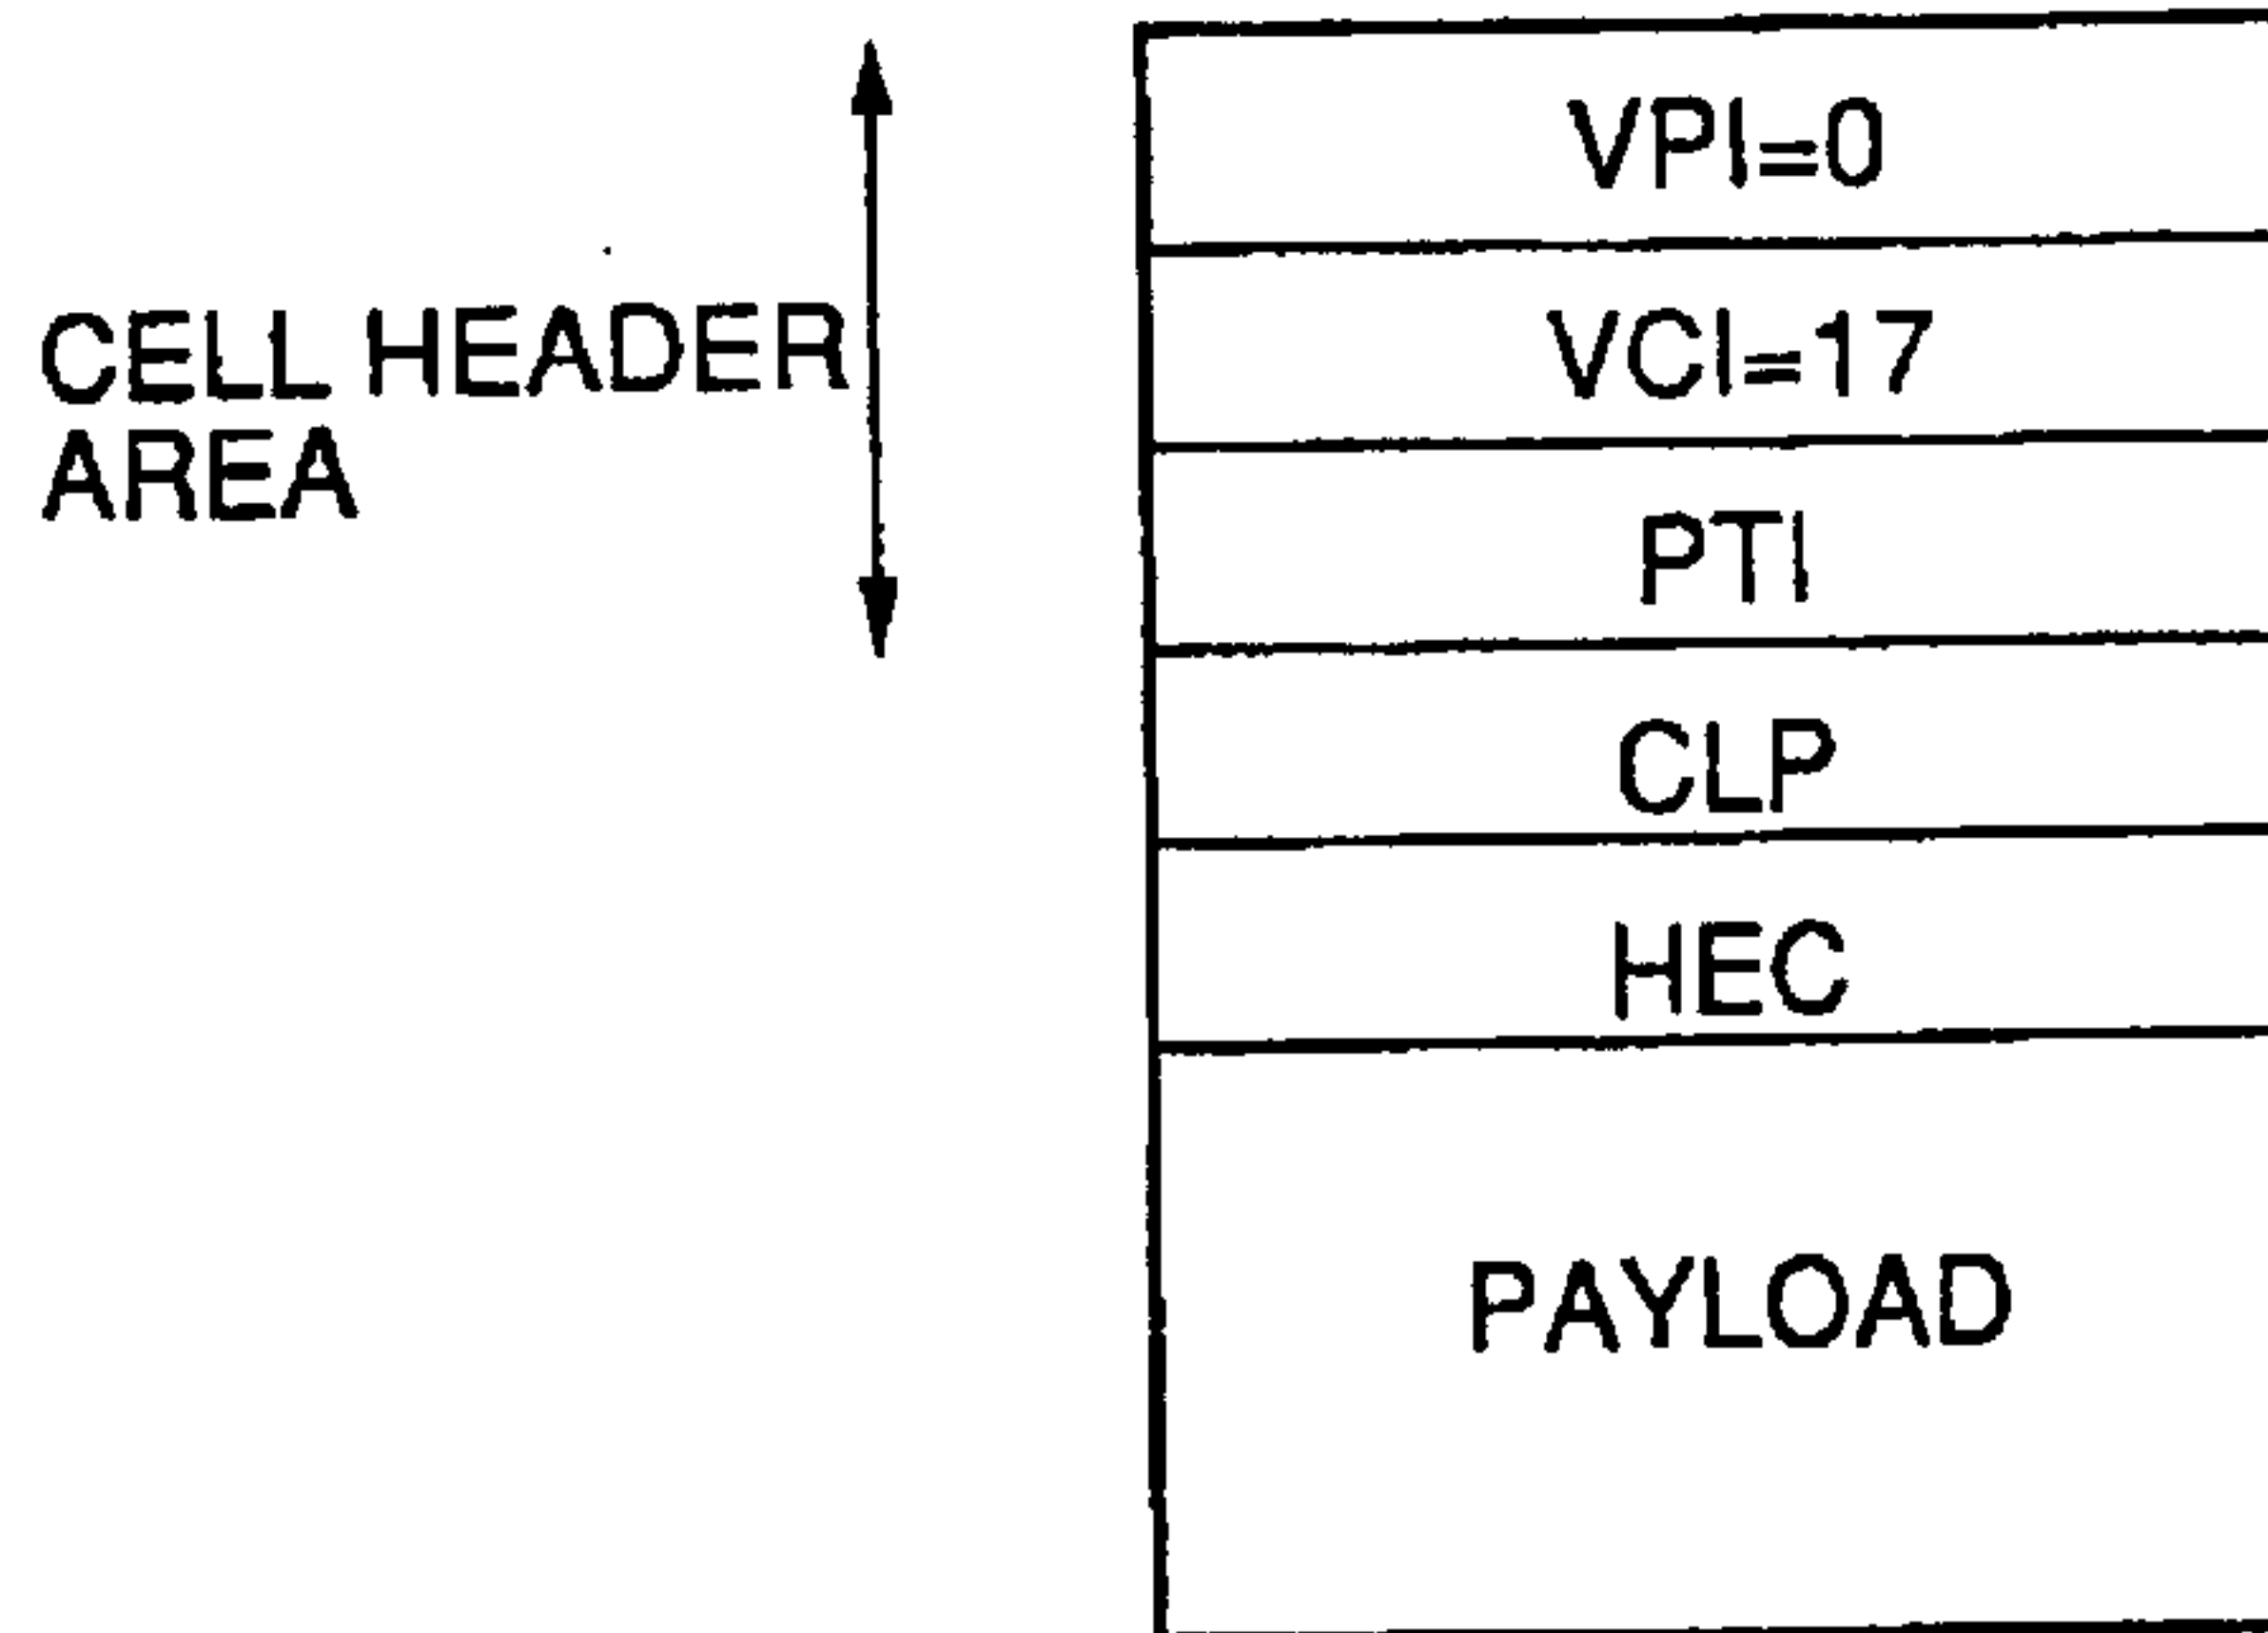 CELL HEADER
AREA
VPI=0
VCI=17
PTI
CLP
HEC
PAYLOAD